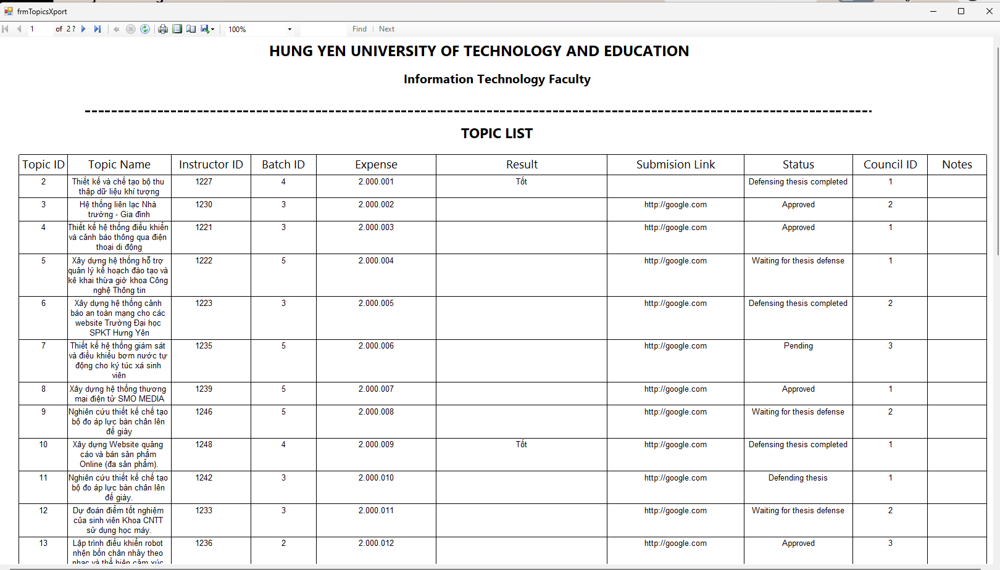 frmTopicsXport
1 of 2 ? 100% Find | Next
HUNG YEN UNIVERSITY OF TECHNOLOGY AND EDUCATION
Information Technology Faculty
TOPIC LIST
Topic ID Topic Name Instructor ID Batch ID Expense Result Submision Link Status Council ID Notes
2 Thiết kế và chế tạo bộ thu 1227 4 2.000.001 Tốt Defensing thesis completed 1
thập dữ liệu khí tượng
3 Hệ thống liên lạc Nhà 1230 3 2.000.002 http://google.com Approved 2
trường - Gia đình
4 Thiết kế hệ thống điều khiển 1221 3 2.000.003 http://google.com Approved 1
và cảnh báo thông qua điện
thoại di động
5 Xây dựng hệ thống hỗ trợ 1222 5 2.000.004 http://google.com Waiting for thesis defense 1
quản lý kế hoạch đào tạo và
kê khai thừa giờ khoa Công
nghệ Thông tin
6 Xây dựng hệ thống cảnh 1223 3 2.000.005 http://google.com Defensing thesis completed 2
báo an toàn mạng cho các
website Trường Đại học
SPKT Hưng Yên
7 Thiết kế hệ thống giám sát 1235 5 2.000.006 http://google.com Pending 3
và điều khiểu bơm nước tự
động cho ký túc xá sinh
viên
8 Xây dựng hệ thống thương 1239 5 2.000.007 http://google.com Approved 1
mại điện tử SMO MEDIA
9 Nghiên cứu thiết kế chế tạo 1246 5 2.000.008 http://google.com Waiting for thesis defense 2
bộ đo áp lực bàn chân lên
đế giày
10 Xây dựng Website quảng 1248 4 2.000.009 Tốt http://google.com Defensing thesis completed 1
cáo và bán sản phẩm
Online (đa sản phẩm).
11 Nghiên cứu thiết kế chế tạo 1242 3 2.000.010 http://google.com Defending thesis 1
bộ đo áp lực bàn chân lên
đế giày.
12 Dự đoán điểm tốt nghiệm 1233 3 2.000.011 http://google.com Waiting for thesis defense 2
của sinh viên Khoa CNTT
sử dụng học máy.
13 Lập trình điều khiển robot 1236 2 2.000.012 http://google.com Approved 3
nhện bốn chân nhảy theo
nhạc và thể hiện cảm xúc